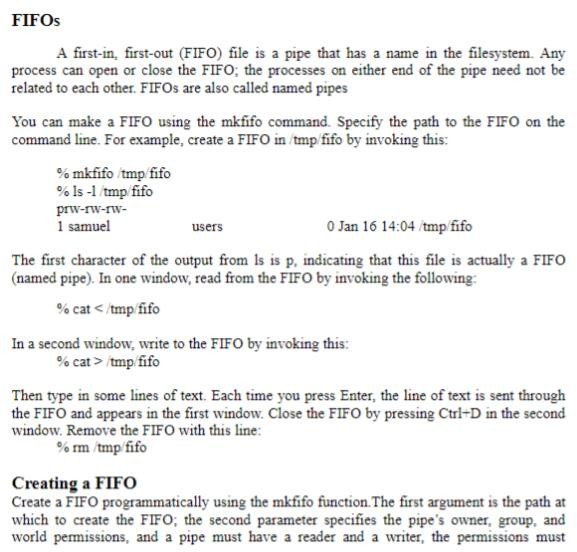 FIFOs
A first-in, first-out (FIFO) file is a pipe that has a name in the filesystem. Any
process can open or close the FIFO; the processes on either end of the pipe need not be
related to each other. FIFOs are also called named pipes
You can make a FIFO using the mkfifo command. Specify the path to the FIFO on the
command line. For example, create a FIFO in /tmp/fifo by invoking this:
% mkfifo /tmp/fifo
% ls -l /tmp/fifo
prw-rw-rw-
1 samuel users 0 Jan 16 14:04 /tmp/fifo
The first character of the output from ls is p, indicating that this file is actually a FIFO
(named pipe). In one window, read from the FIFO by invoking the following:
% cat < /tmp/fifo
In a second window, write to the FIFO by invoking this:
% cat > /tmp/fifo
Then type in some lines of text. Each time you press Enter, the line of text is sent through
the FIFO and appears in the first window. Close the FIFO by pressing Ctrl+D in the second
window. Remove the FIFO with this line:
% rm /tmp/fifo
Creating a FIFO
Create a FIFO programmatically using the mkfifo function.The first argument is the path at
which to create the FIFO; the second parameter specifies the pipe's owner, group, and
world permissions, and a pipe must have a reader and a writer, the permissions must